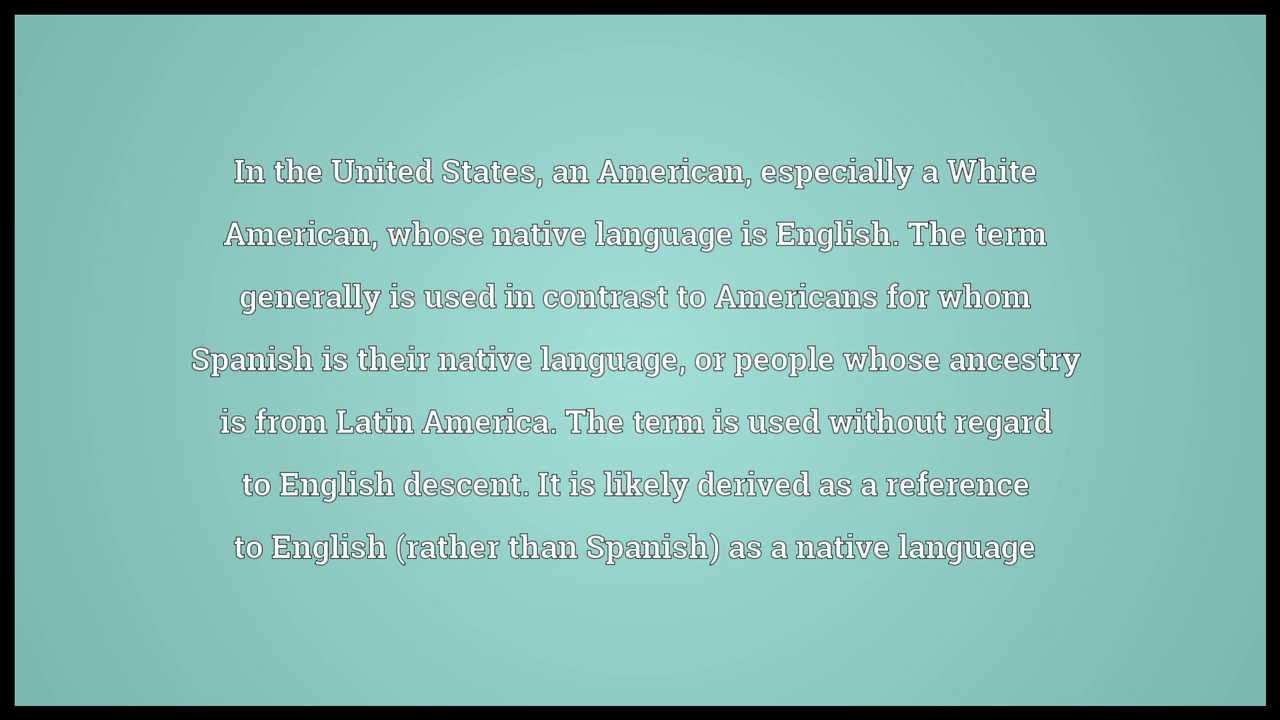 In the United States, an American, especially a White
American, whose native language is English. The term
generally is used in contrast to Americans for whom
Spanish is their native language, or people whose ancestry
is from Latin America. The term is used without regard
to English descent. It is likely derived as a reference
to English (rather than Spanish) as a native language